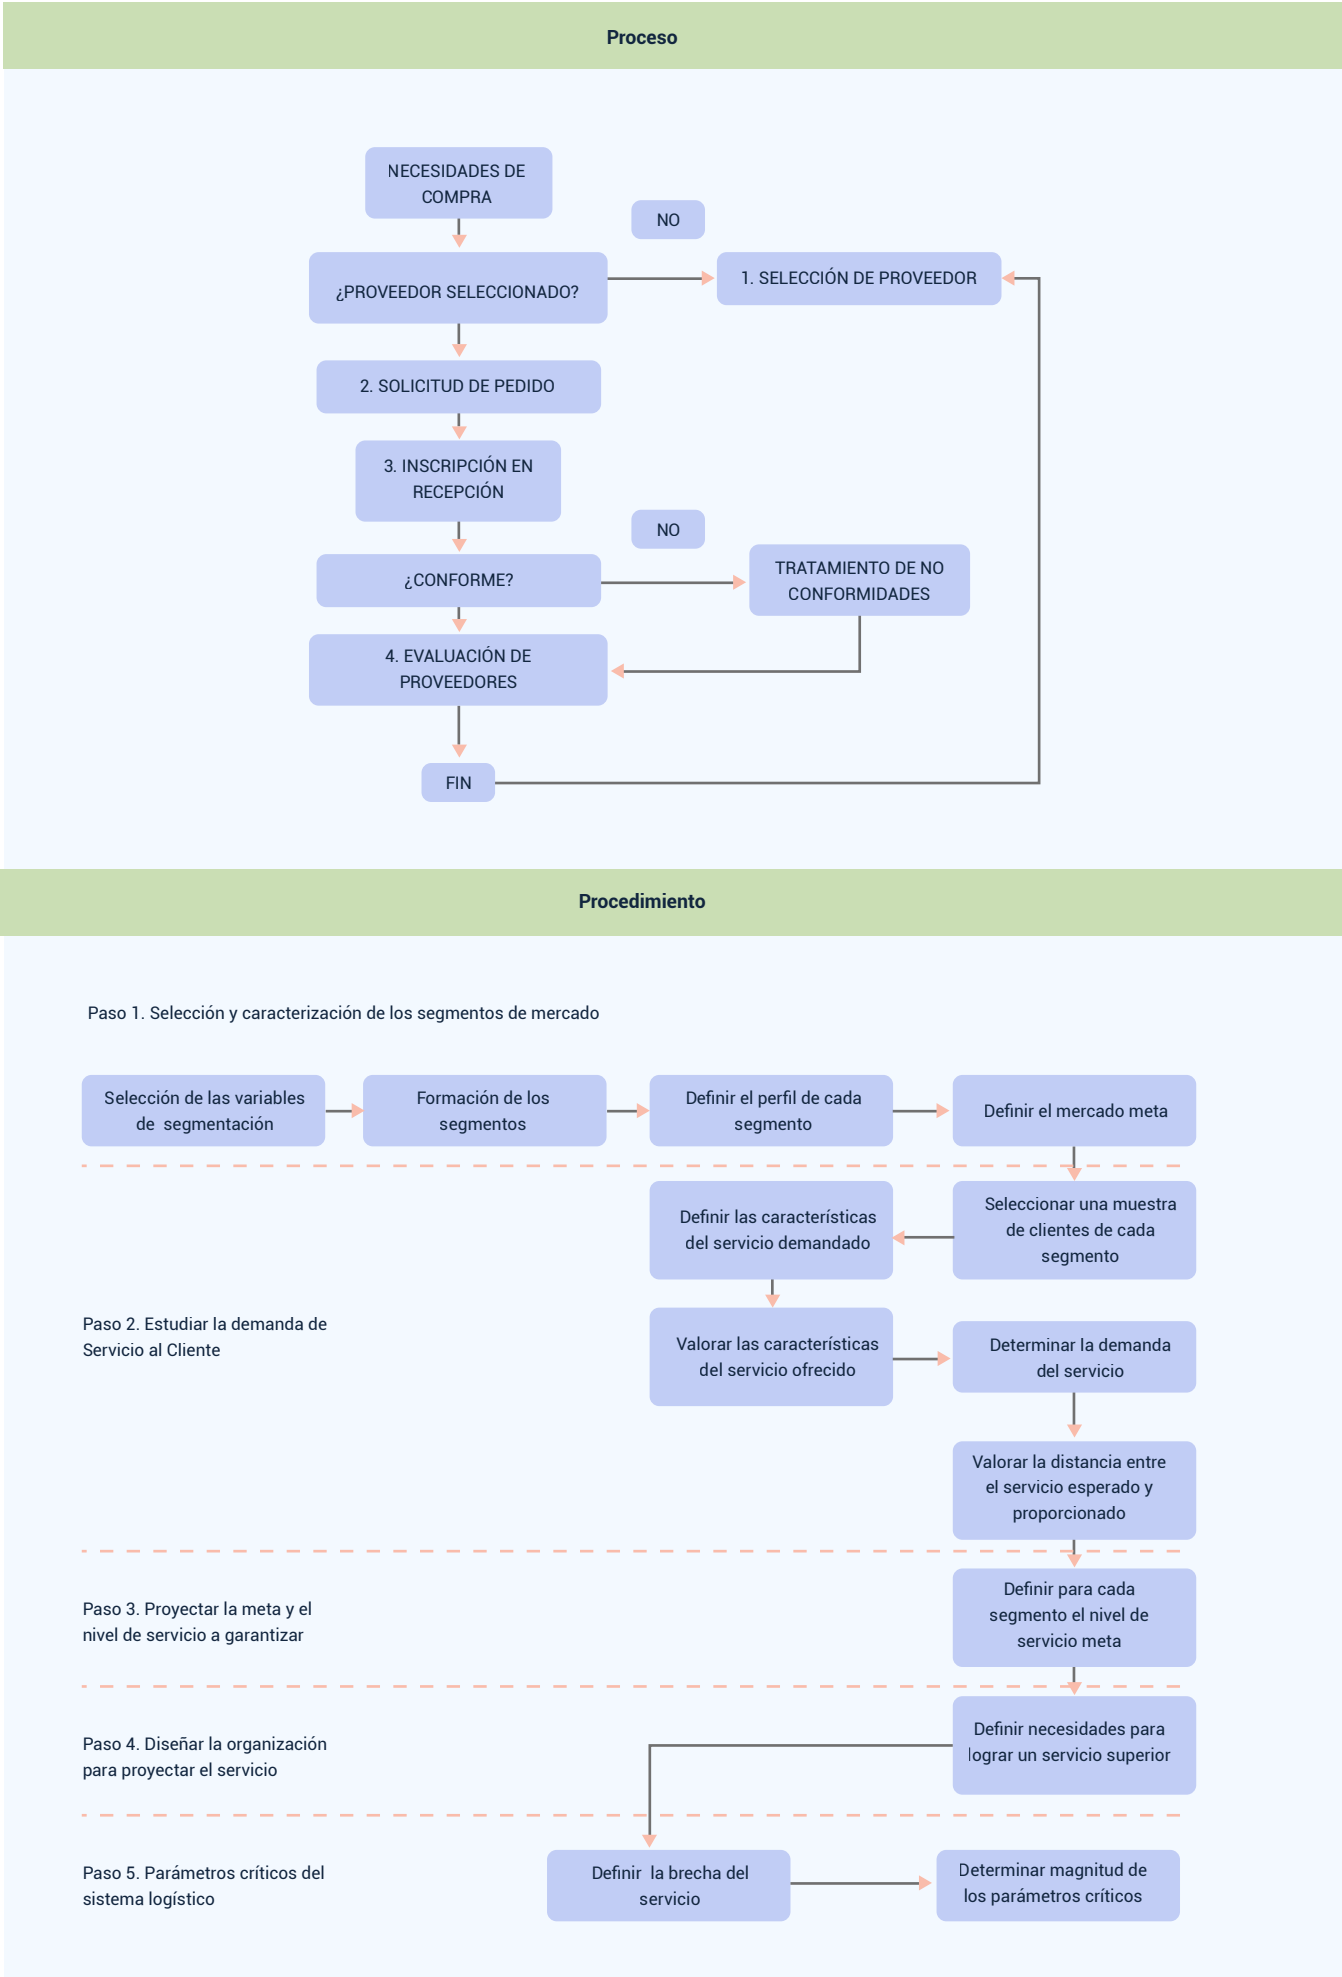 Proceso
NECESIDADES DE
COMPRA
NO
¿PROVEEDOR SELECCIONADO?
1. SELECCIÓN DE PROVEEDOR
2. SOLICITUD DE PEDIDO
3. INSCRIPCIÓN EN
RECEPCIÓN
NO
¿CONFORME?
TRATAMIENTO DE NO
CONFORMIDADES
4. EVALUACIÓN DE
PROVEEDORES
FIN
Procedimiento
Paso 1. Selección y caracterización de los segmentos de mercado
Selección de las variables
de segmentación
Formación de los
segmentos
Definir el perfil de cada
segmento
Definir el mercado meta
Definir las características
del servicio demandado
Seleccionar una muestra
de clientes de cada
segmento
Paso 2. Estudiar la demanda de
Servicio al Cliente
Valorar las características
del servicio ofrecido
Determinar la demanda
del servicio
Valorar la distancia entre
el servicio esperado y
proporcionado
Paso 3. Proyectar la meta y el
nivel de servicio a garantizar
Definir para cada
segmento el nivel de
servicio meta
Paso 4. Diseñar la organización
para proyectar el servicio
Definir necesidades para
lograr un servicio superior
Paso 5. Parámetros críticos del
sistema logístico
Definir la brecha del
servicio
Determinar magnitud de
los parámetros críticos